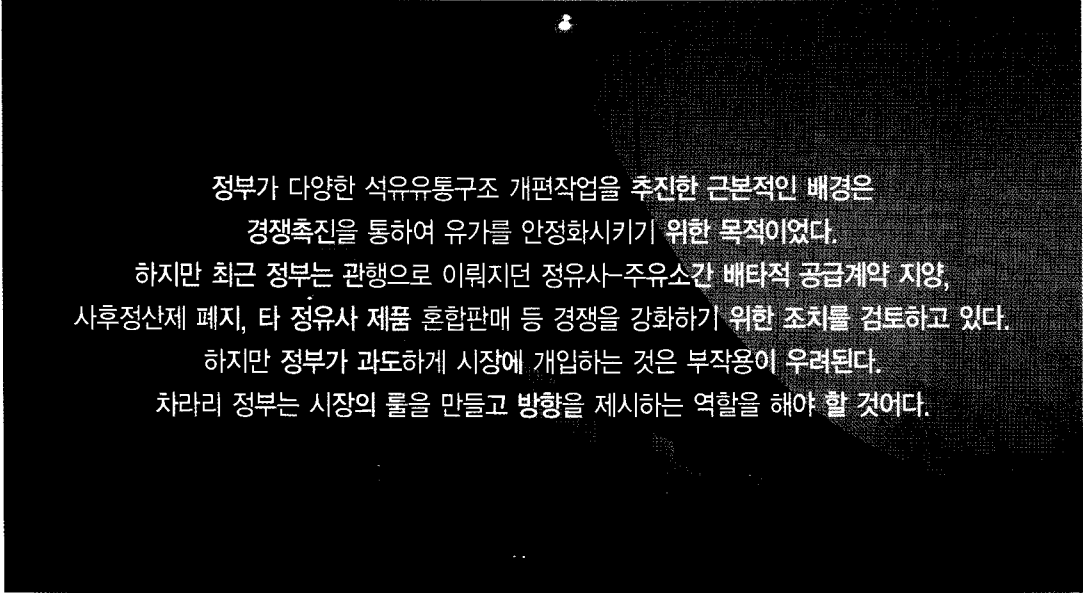 정부가 다양한 석유유통구조 개편작업을 추진한 근본적인 배경은
경쟁촉진을 통하여 유가를 안정화시키기 위한 목적이었다.
하지만 최근 정부는 관행으로 이뤄지던 정유사-주유소간 배타적 공급계약 지양,
사후정산제 폐지, 타 정유사 제품 혼합판매 등 경쟁을 강화하기 위한 조치를 검토하고 있다.
하지만 정부가 과도하게 시장에 개입하는 것은 부작용이 우려된다.
차라리 정부는 시장의 룰을 만들고 방향을 제시하는 역할을 해야 할 것이다.